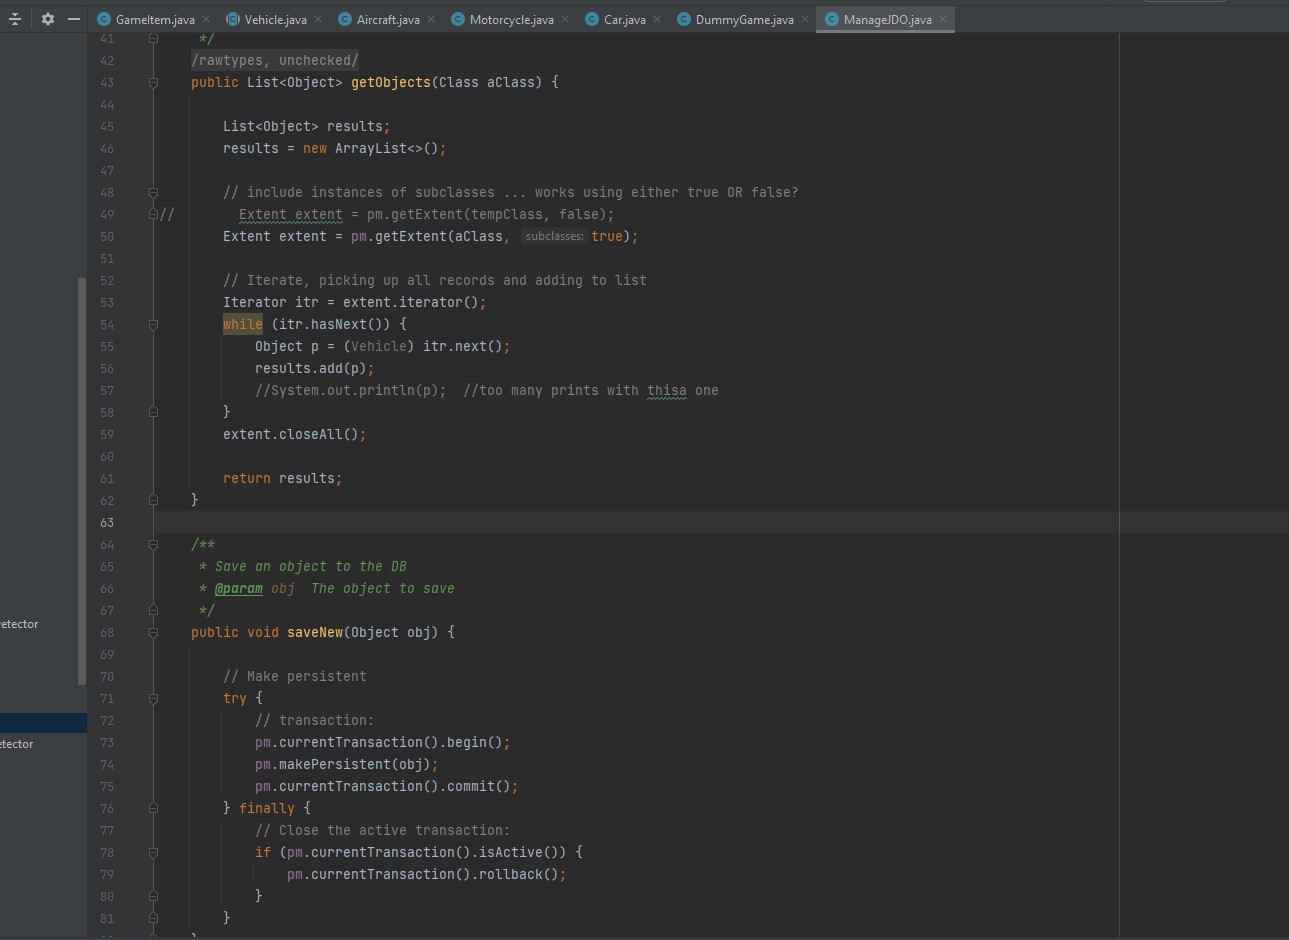 GameItem.java Vehicle.java Aircraft.java Motorcycle.java Car.java DummyGame.java ManageJDO.java
41 */
42 /rawtypes, unchecked/
43 public List<Object> getObjects(Class aClass) {
44
45 List<Object> results;
46 results = new ArrayList<>();
47
48 // include instances of subclasses ... works using either true OR false?
49 // Extent extent = pm.getExtent(tempClass, false);
50 Extent extent = pm.getExtent(aClass, subclasses: true);
51
52 // Iterate, picking up all records and adding to list
53 Iterator itr = extent.iterator();
54 while (itr.hasNext()) {
55 Object p = (Vehicle) itr.next();
56 results.add(p);
57 //System.out.println(p); //too many prints with thisa one
58 }
59 extent.closeAll();
60
61 return results;
62 }
63
64 /**
65 * Save an object to the DB
66 * @param obj The object to save
67 */
etector
68 public void saveNew(Object obj) {
69
70 // Make persistent
71 try {
72 // transaction:
73 pm.currentTransaction().begin();
etector
74 pm.makePersistent(obj);
75 pm.currentTransaction().commit();
76 } finally {
77 // Close the active transaction:
78 if (pm.currentTransaction().isActive()) {
79 pm.currentTransaction().rollback();
80 }
81 }